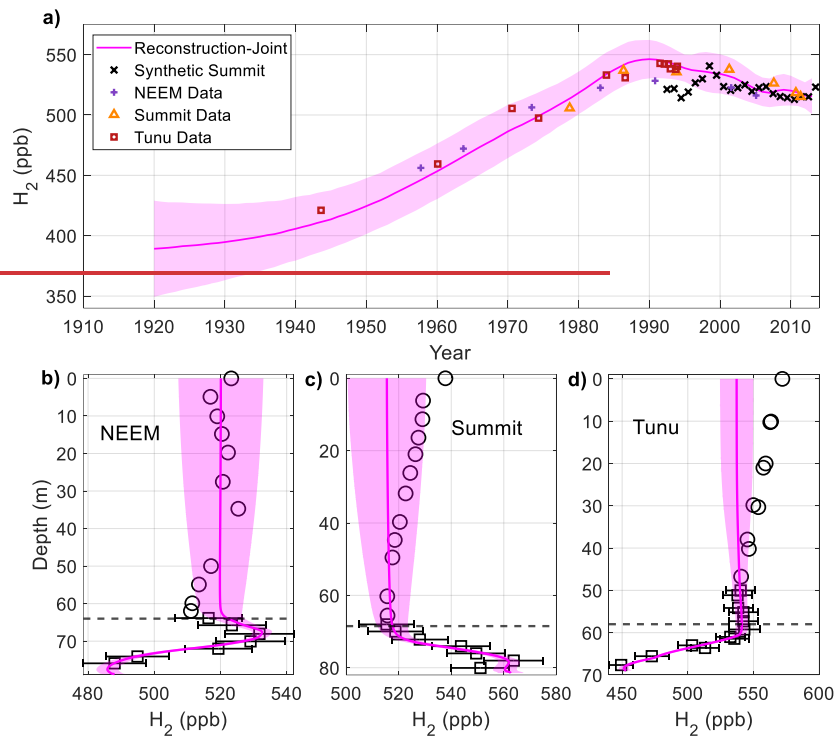 a)
550
500
450
400
350
H2 (ppb)
Reconstruction-Joint
Synthetic Summit
NEEM Data
Summit Data
Tunu Data
1910 1920 1930 1940 1950 1960 1970 1980 1990 2000 2010
Year
b) c) d)
0 10 20 30 40 50 60 70
Depth (m)
NEEM
480 500 520 540
H2 (ppb)
0 20 40 60 80
Summit
500 520 540 560 580
H2 (ppb)
0 10 20 30 40 50 60 70
Tunu
450 500 550 600
H2 (ppb)